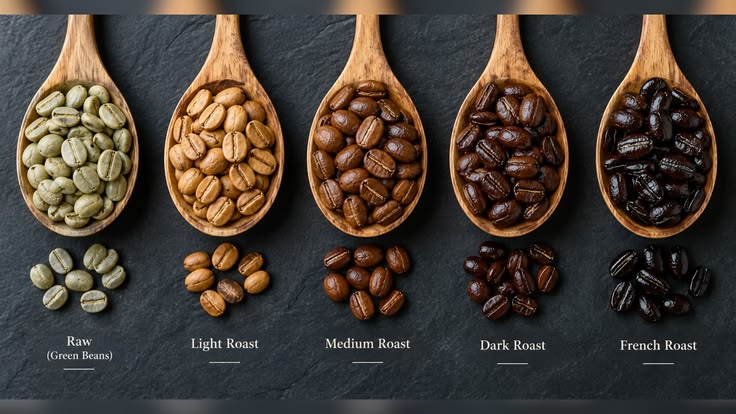 Raw
(Green Beans)
Light Roast
Medium Roast
Dark Roast
French Roast